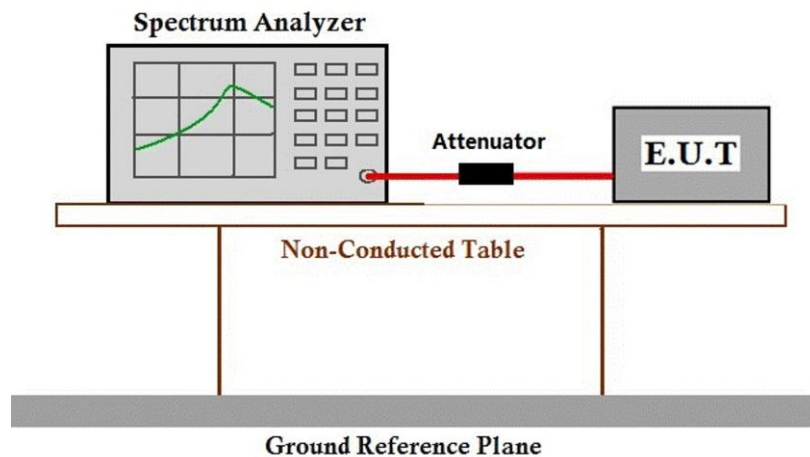 Spectrum Analyzer
Attenuator
E.U.T
Non-Conducted Table
Ground Reference Plane